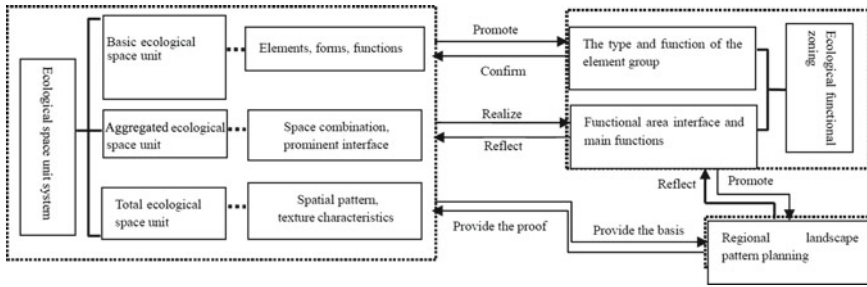 Ecological space unit system
Basic ecological
space unit
Elements, forms, functions
Aggregated ecological
space unit
Space combination,
prominent interface
Total ecological
space unit
Spatial pattern,
texture characteristics
Promote
Confirm
Realize
Reflect
Provide the proof
Provide the basis
The type and function of the
element group
Functional area interface and
main functions
Ecological functional
zoning
Reflect
Promote
Regional landscape
pattern planning